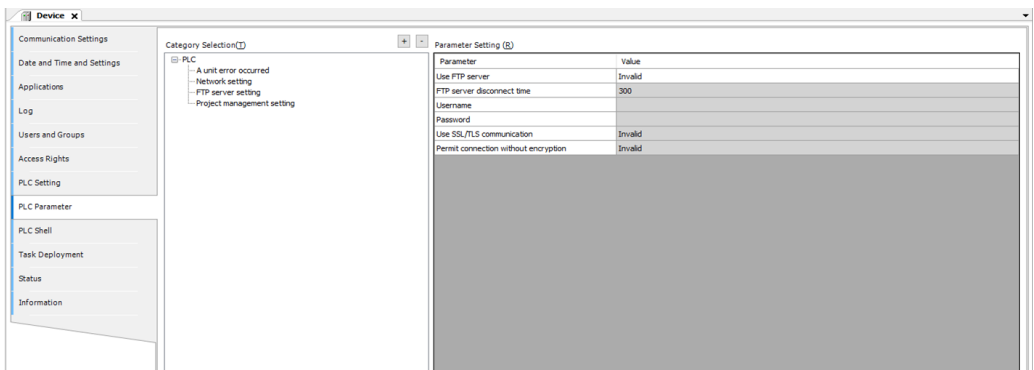 Device
Communication Settings
Date and Time and Settings
Applications
Log
Users and Groups
Access Rights
PLC Setting
PLC Parameter
PLC Shell
Task Deployment
Status
Information
Category Selection(T)
+ -
PLC
A unit error occurred
Network setting
FTP server setting
Project management setting
Parameter Setting (R)
Parameter Value
Use FTP server Invalid
FTP server disconnect time 300
Username
Password
Use SSL/TLS communication Invalid
Permit connection without encryption Invalid